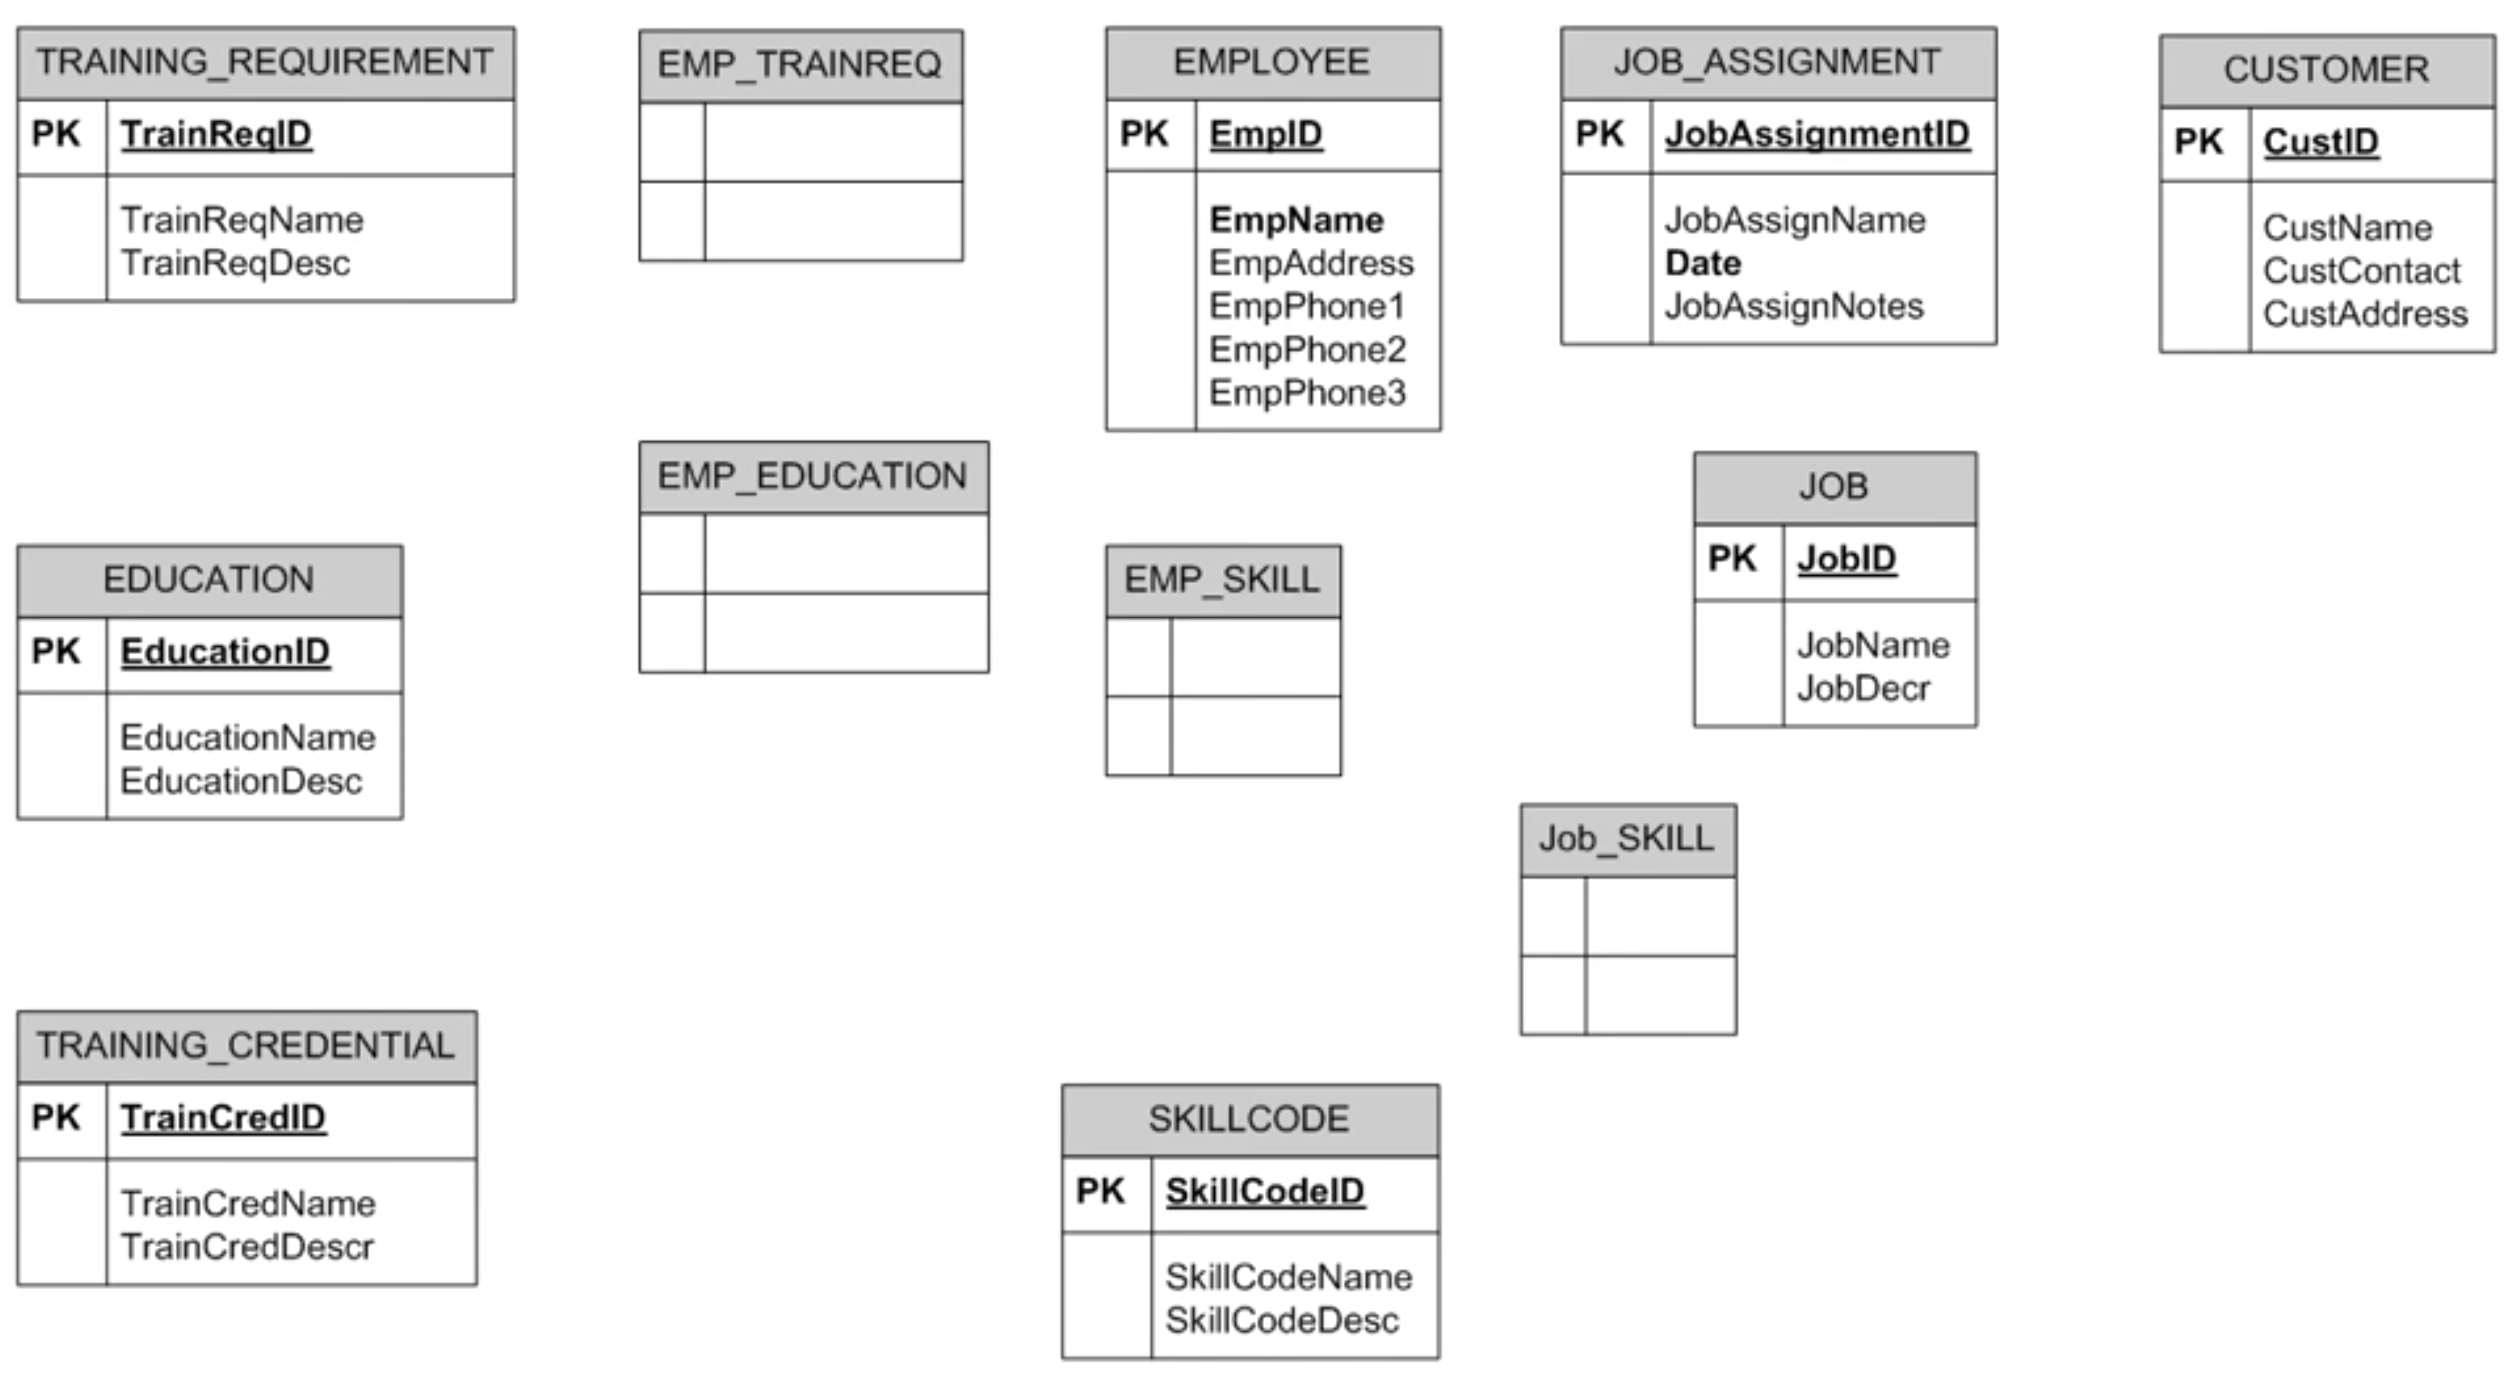 TRAINING_REQUIREMENT
PK TrainReqID
TrainReqName
TrainReqDesc
EMP_TRAINREQ
EMPLOYEE
PK EmpID
EmpName
EmpAddress
EmpPhone1
EmpPhone2
EmpPhone3
JOB_ASSIGNMENT
PK JobAssignmentID
JobAssignName
Date
JobAssignNotes
CUSTOMER
PK CustID
CustName
CustContact
CustAddress
EMP_EDUCATION
JOB
PK JobID
JobName
JobDecr
EDUCATION
PK EducationID
EducationName
EducationDesc
EMP_SKILL
Job_SKILL
TRAINING_CREDENTIAL
PK TrainCredID
TrainCredName
TrainCredDescr
SKILLCODE
PK SkillCodeID
SkillCodeName
SkillCodeDesc